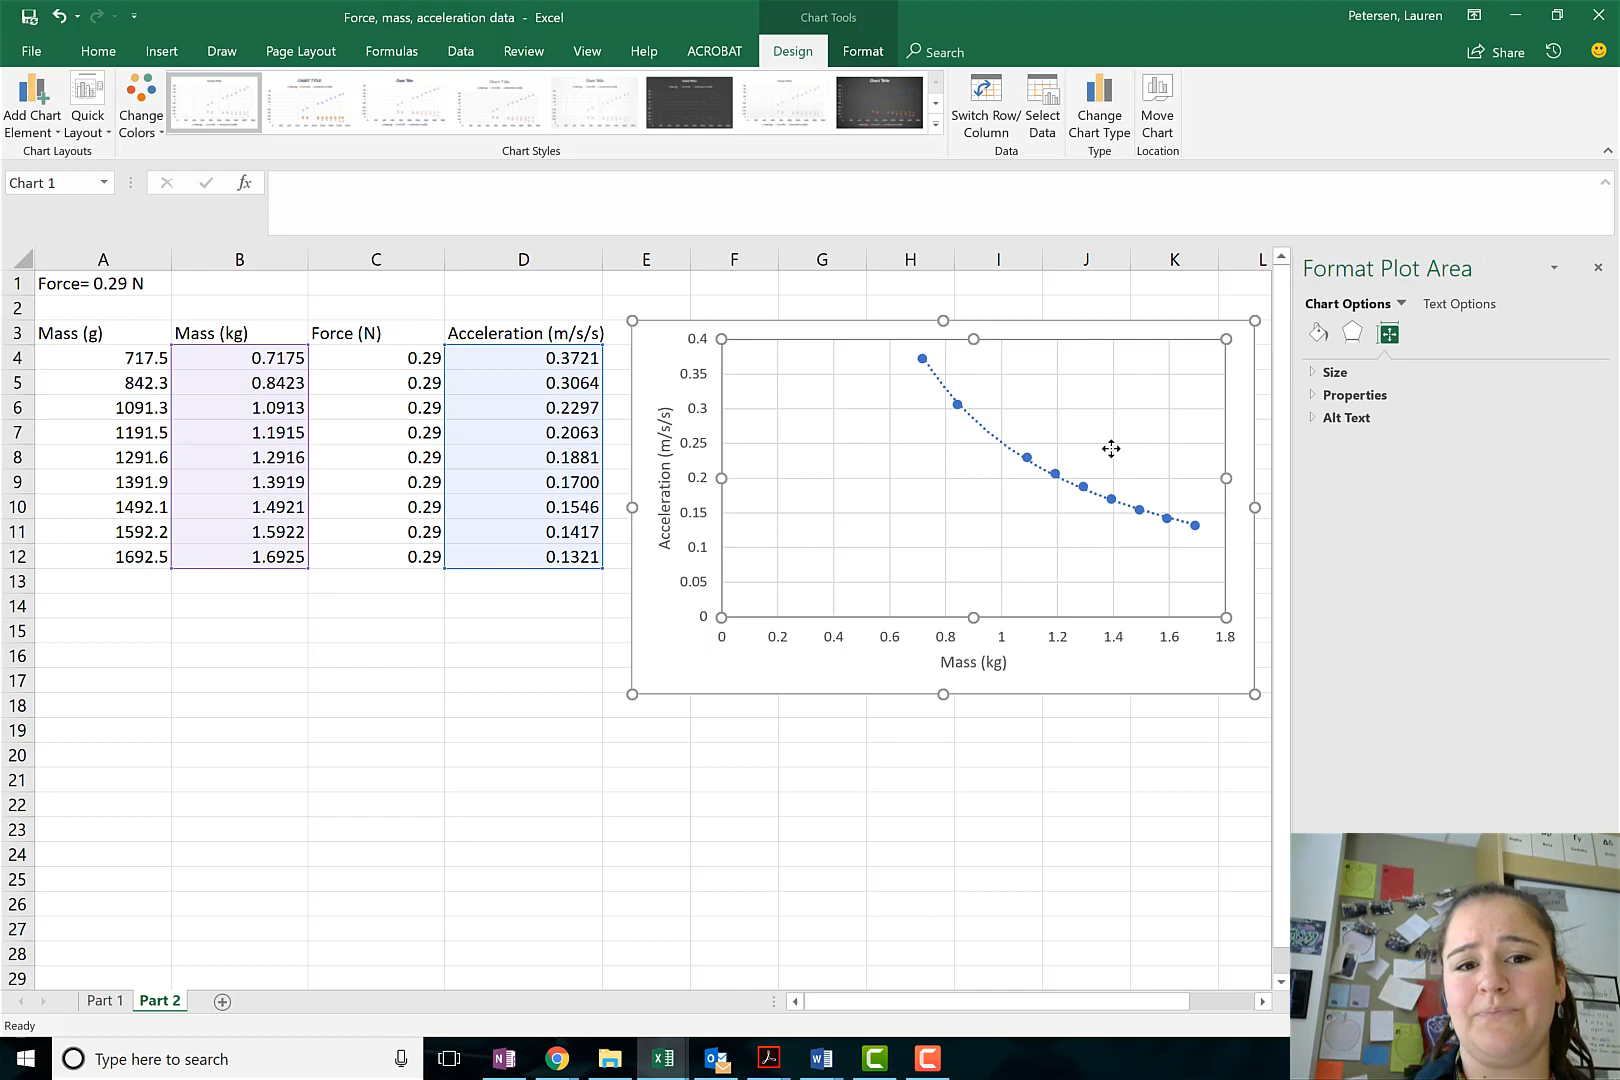 Force, mass, acceleration data - Excel
Chart Tools
Petersen, Lauren
File Home Insert Draw Page Layout Formulas Data Review View Help ACROBAT Design Format Search
Share
Add Chart Element
Quick Layout
Change Colors
Switch Row/ Column
Select Data
Change Chart Type
Move Chart
Chart Layouts
Chart Styles
Data
Type
Location
Chart 1
fx
A B C D E F G H I J K L
1 Force= 0.29 N
2
3 Mass (g) Mass (kg) Force (N) Acceleration (m/s/s)
4 717.5 0.7175 0.29 0.3721
5 842.3 0.8423 0.29 0.3064
6 1091.3 1.0913 0.29 0.2297
7 1191.5 1.1915 0.29 0.2063
8 1291.6 1.2916 0.29 0.1881
9 1391.9 1.3919 0.29 0.1700
10 1492.1 1.4921 0.29 0.1546
11 1592.2 1.5922 0.29 0.1417
12 1692.5 1.6925 0.29 0.1321
13
14
15
16
17
18
19
20
21
22
23
24
25
26
27
28
29
0.4
0.35
0.3
0.25
0.2
0.15
0.1
0.05
0
Acceleration (m/s/s)
0 0.2 0.4 0.6 0.8 1 1.2 1.4 1.6 1.8
Mass (kg)
Format Plot Area
Chart Options Text Options
Size
Properties
Alt Text
Part 1 Part 2
Ready
Type here to search